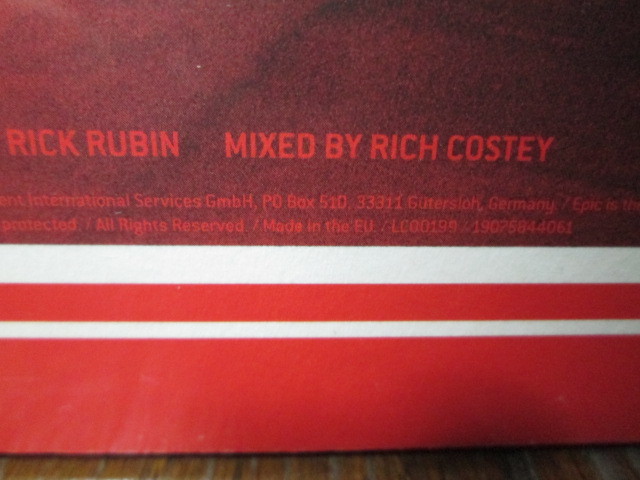 RICK RUBIN MIXED BY RICH COSTEY
ent International Services GmbH, PO Box 510, 33311 Gütersloh, Germany. / Epic is the
protected. / All Rights Reserved. / Made in the EU. / LC00199 / 19075844061